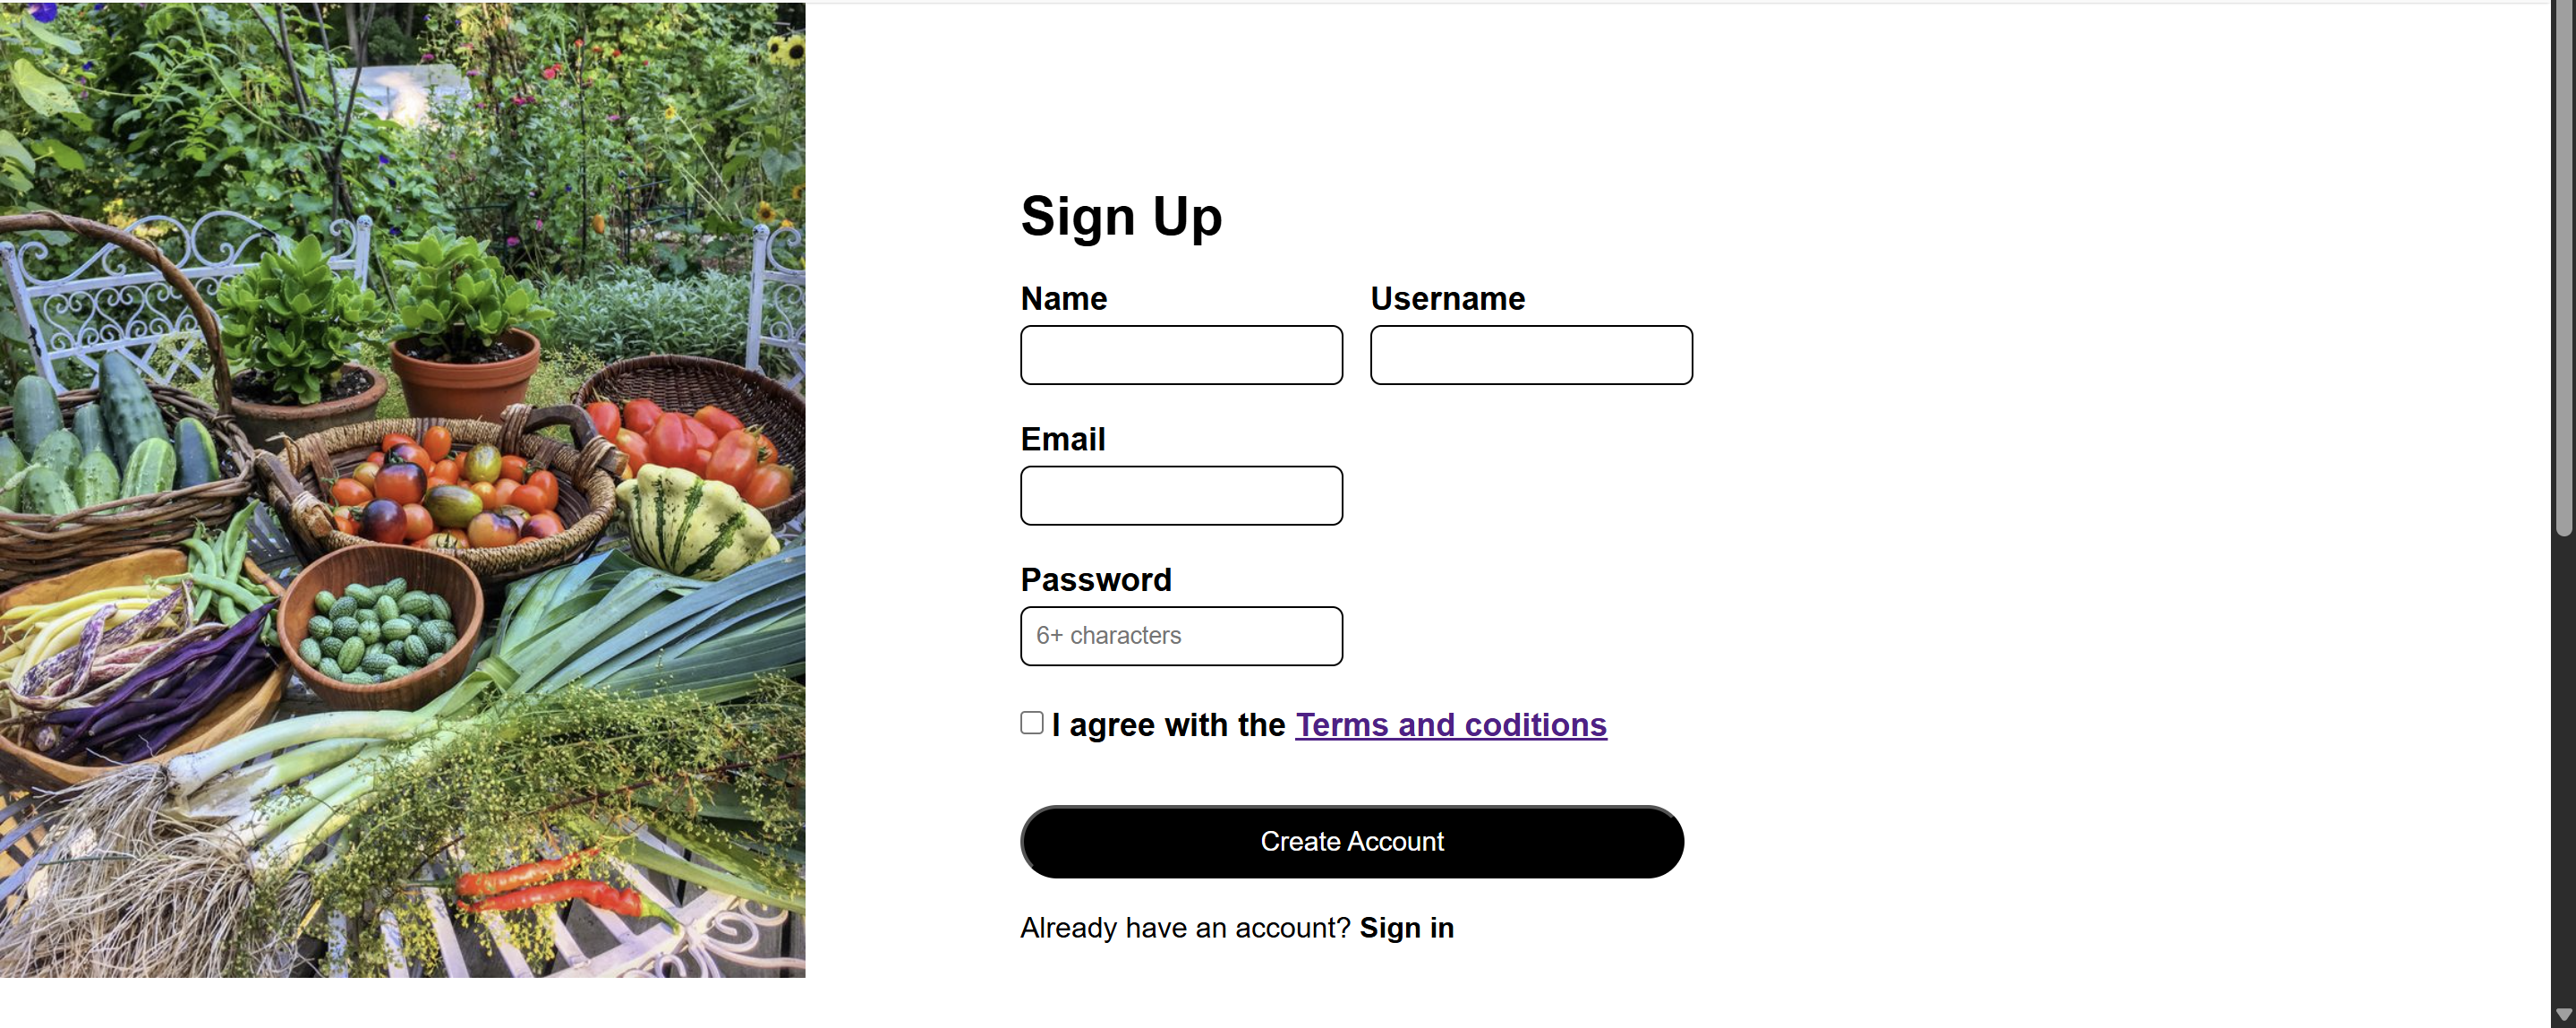 Sign Up
Name Username
Email
Password
6+ characters
I agree with the Terms and coditions
Create Account
Already have an account? Sign in